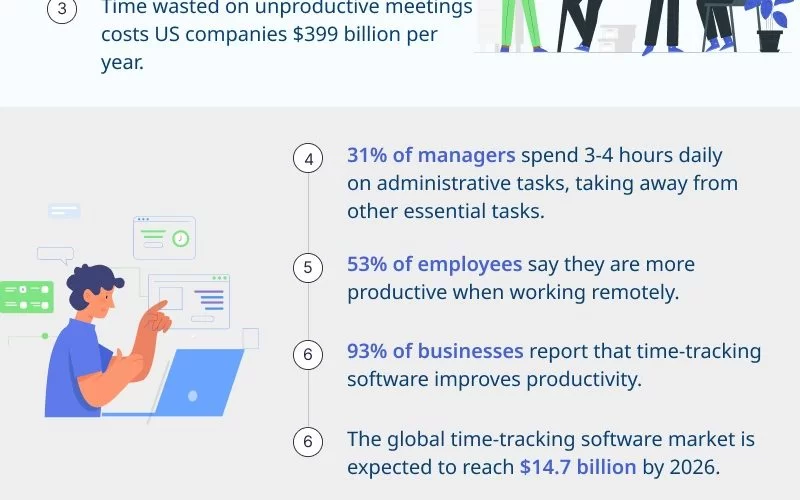 3
Time wasted on unproductive meetings
costs US companies $399 billion per
year.
4
31% of managers spend 3-4 hours daily
on administrative tasks, taking away from
other essential tasks.
5
53% of employees say they are more
productive when working remotely.
6
93% of businesses report that time-tracking
software improves productivity.
6
The global time-tracking software market is
expected to reach $14.7 billion by 2026.